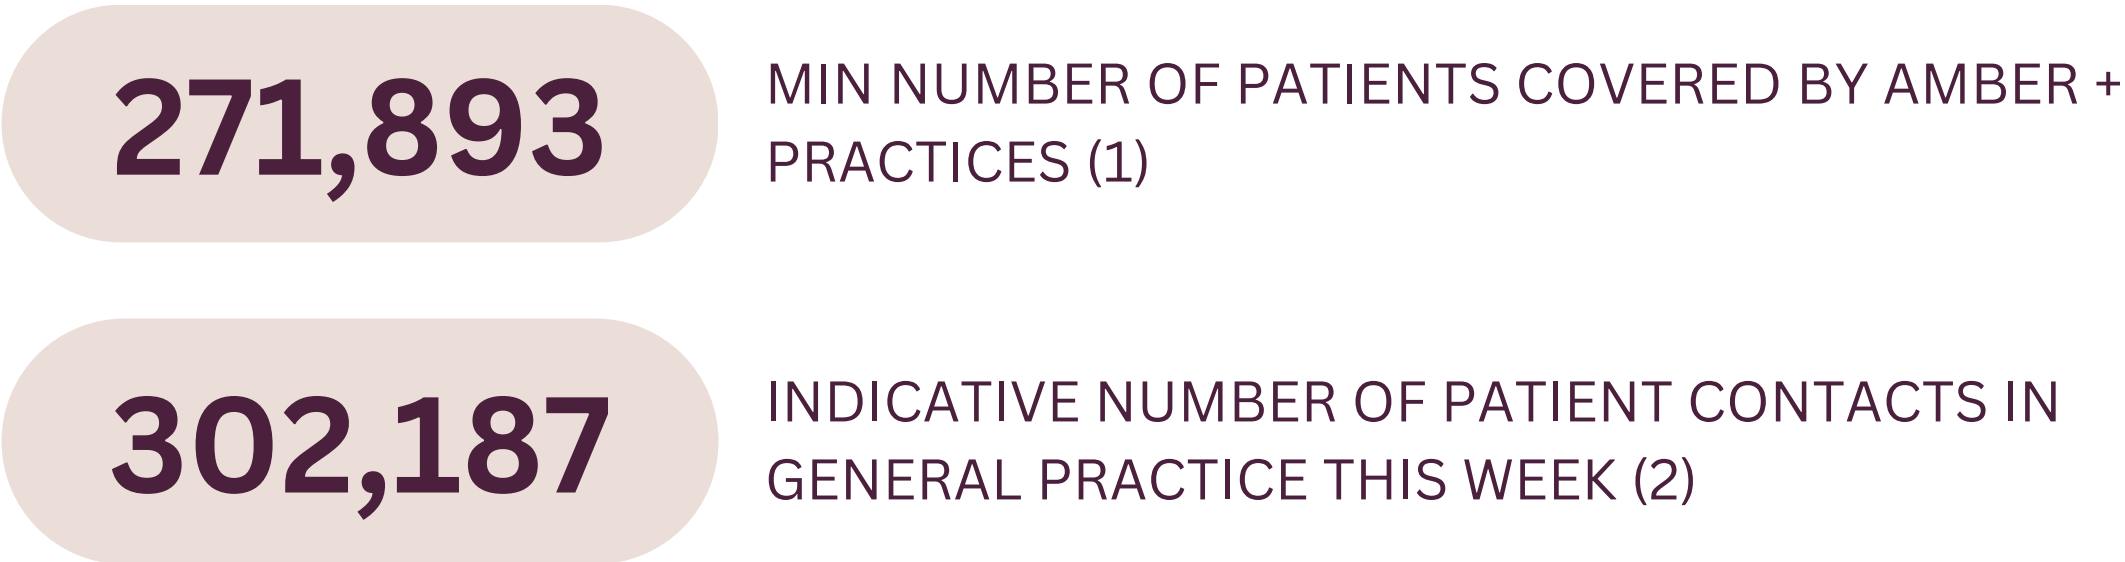 271,893
MIN NUMBER OF PATIENTS COVERED BY AMBER +
PRACTICES (1)
302,187
INDICATIVE NUMBER OF PATIENT CONTACTS IN
GENERAL PRACTICE THIS WEEK (2)